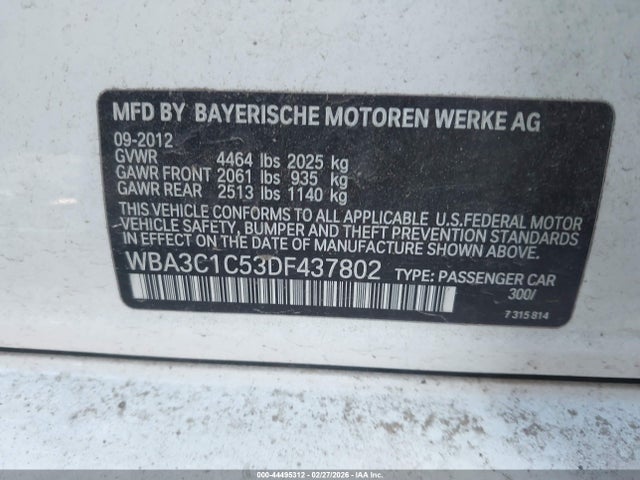 MFD BY BAYERISCHE MOTOREN WERKE AG
09-2012
GVWR 4464 lbs 2025 kg
GAWR FRONT 2061 lbs 935 kg
GAWR REAR 2513 lbs 1140 kg
THIS VEHICLE CONFORMS TO ALL APPLICABLE U.S.FEDERAL MOTOR
VEHICLE SAFETY, BUMPER AND THEFT PREVENTION STANDARDS
IN EFFECT ON THE DATE OF MANUFACTURE SHOWN ABOVE.
WBA3C1C53DF437802 TYPE: PASSENGER CAR
300/
7 315 814
000-44495312 - 02/27/2026 - IAAI.COM